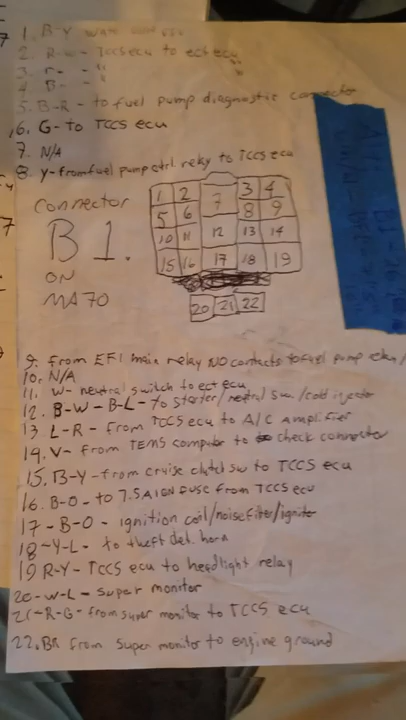 1. B-Y
2. R-W- TCCS ecu to ect ecu
3. r- - "
4. B- - "
5. B-R - to fuel pump diagnostic connector
6. G- to TCCS ecu
7. N/A
8. y-from fuel pump ctrl. relay to TCCS ecu
Connector
B 1.
ON
MA70
1 2 7 3 4
5 6 8 9
10 11 12 13 14
15 16 17 18 19
20 21 22
9. from EFI main relay NO contacts to fuel pump
10. N/A
11. W- neutral switch to ect ecu
12. B-W - B-L - to starter/neutral sw./cold injector
13. L-R - from TCCS ecu to A/C amplifier
14. V- from TEMS computer to check connector
15. B-Y-from cruise clutch sw to TCCS ecu
16. B-O- to 7.5A IGN FUSE from TCCS ecu
17-B-O- ignition coil/noise filter/ignitor
18-Y-L- to theft det. horn
19 R-Y-TCCS ecu to headlight relay
20-W-L- super monitor
21-R-G-from super monitor to TCCS ecu
22. BR from super monitor to engine ground